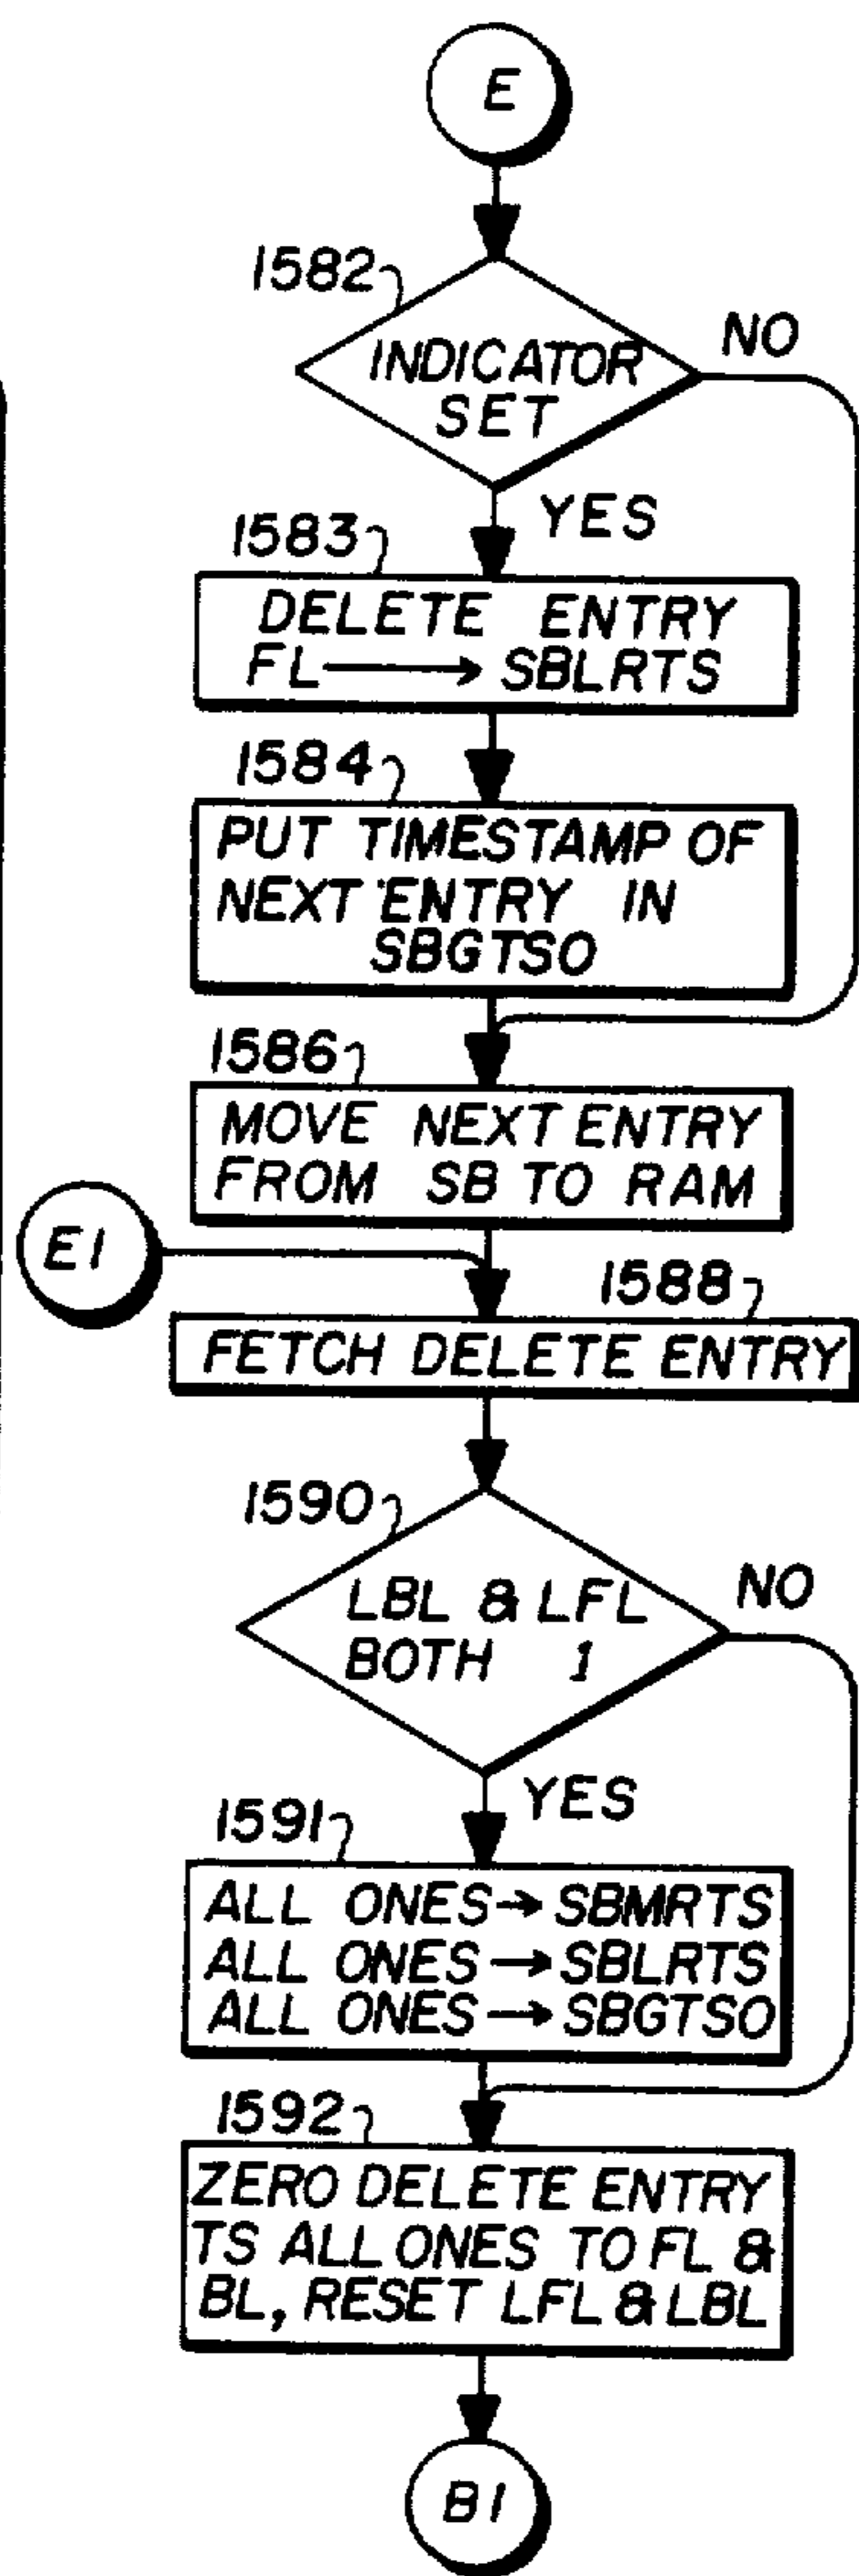 E
1582
INDICATOR
SET
NO
YES
1583
DELETE ENTRY
FL → SBLRTS
1584
PUT TIMESTAMP OF
NEXT ENTRY IN
SBGTSO
1586
MOVE NEXT ENTRY
FROM SB TO RAM
E1
1588
FETCH DELETE ENTRY
1590
LBL & LFL
BOTH 1
NO
YES
1591
ALL ONES → SBMRTS
ALL ONES → SBLRTS
ALL ONES → SBGTSO
1592
ZERO DELETE ENTRY
TS ALL ONES TO FL &
BL, RESET LFL & LBL
B1